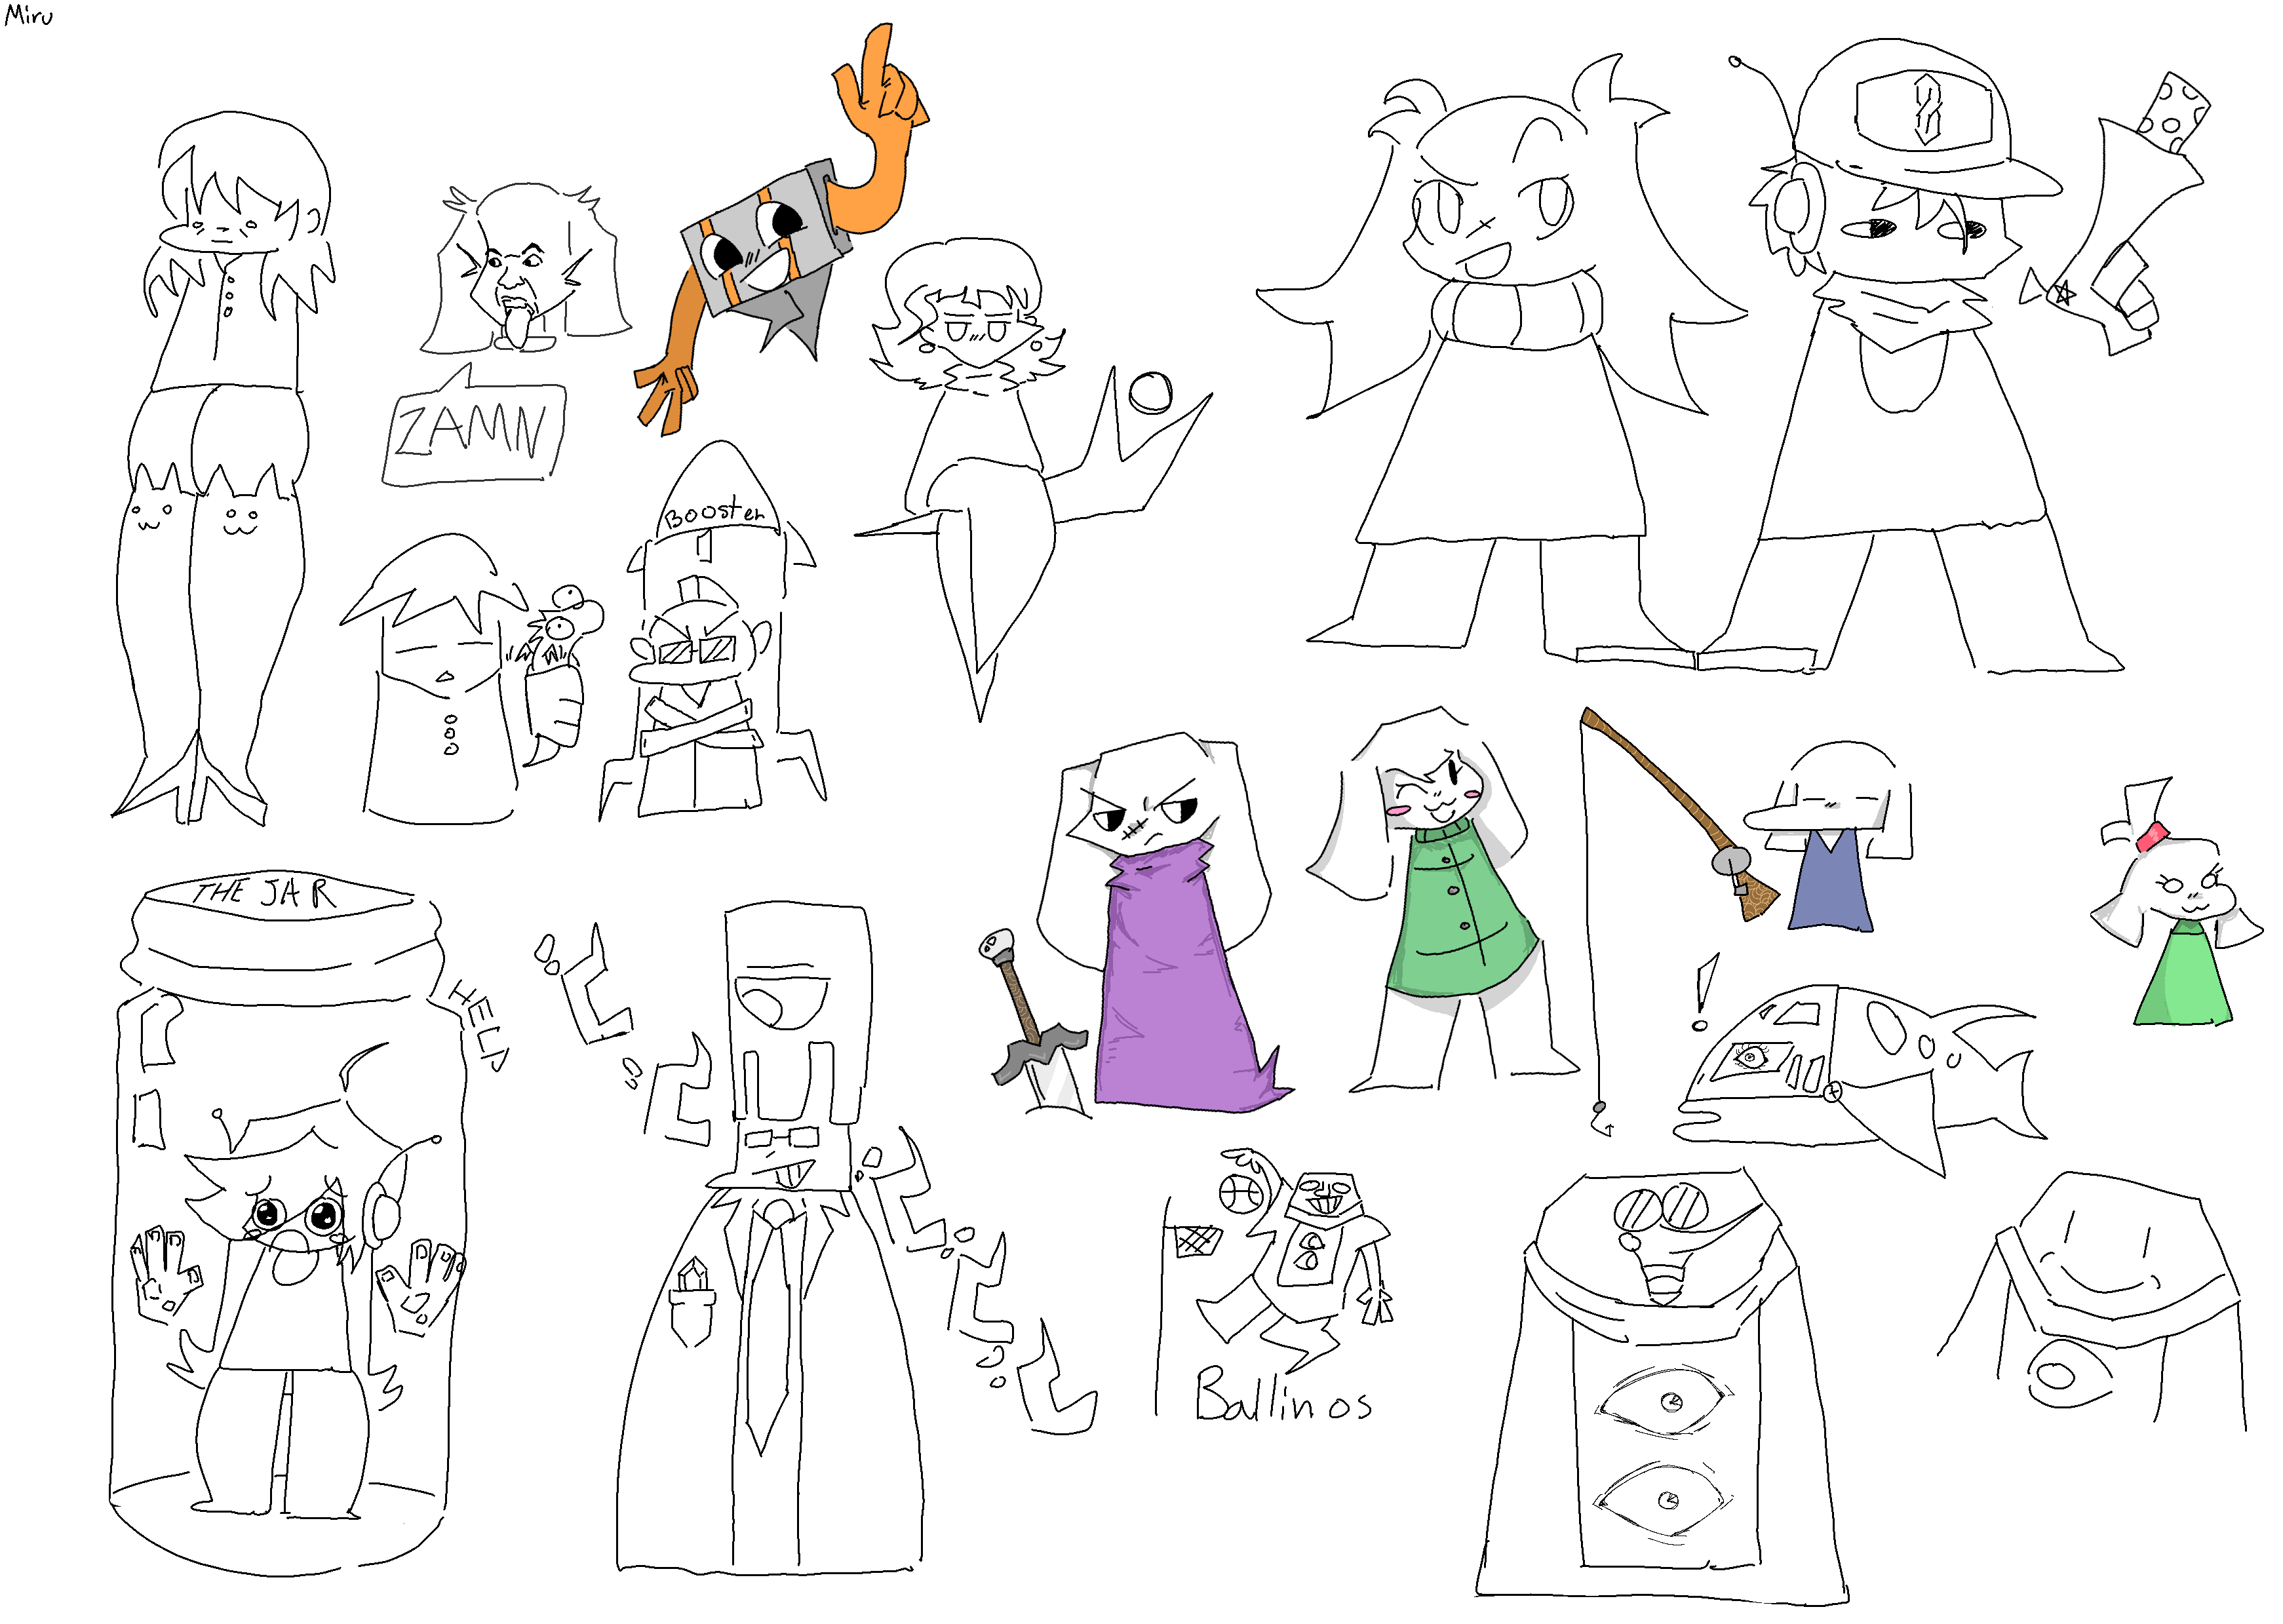 Miru
ZAMN
Booster
THE JAR
HELP
!
Ballinos